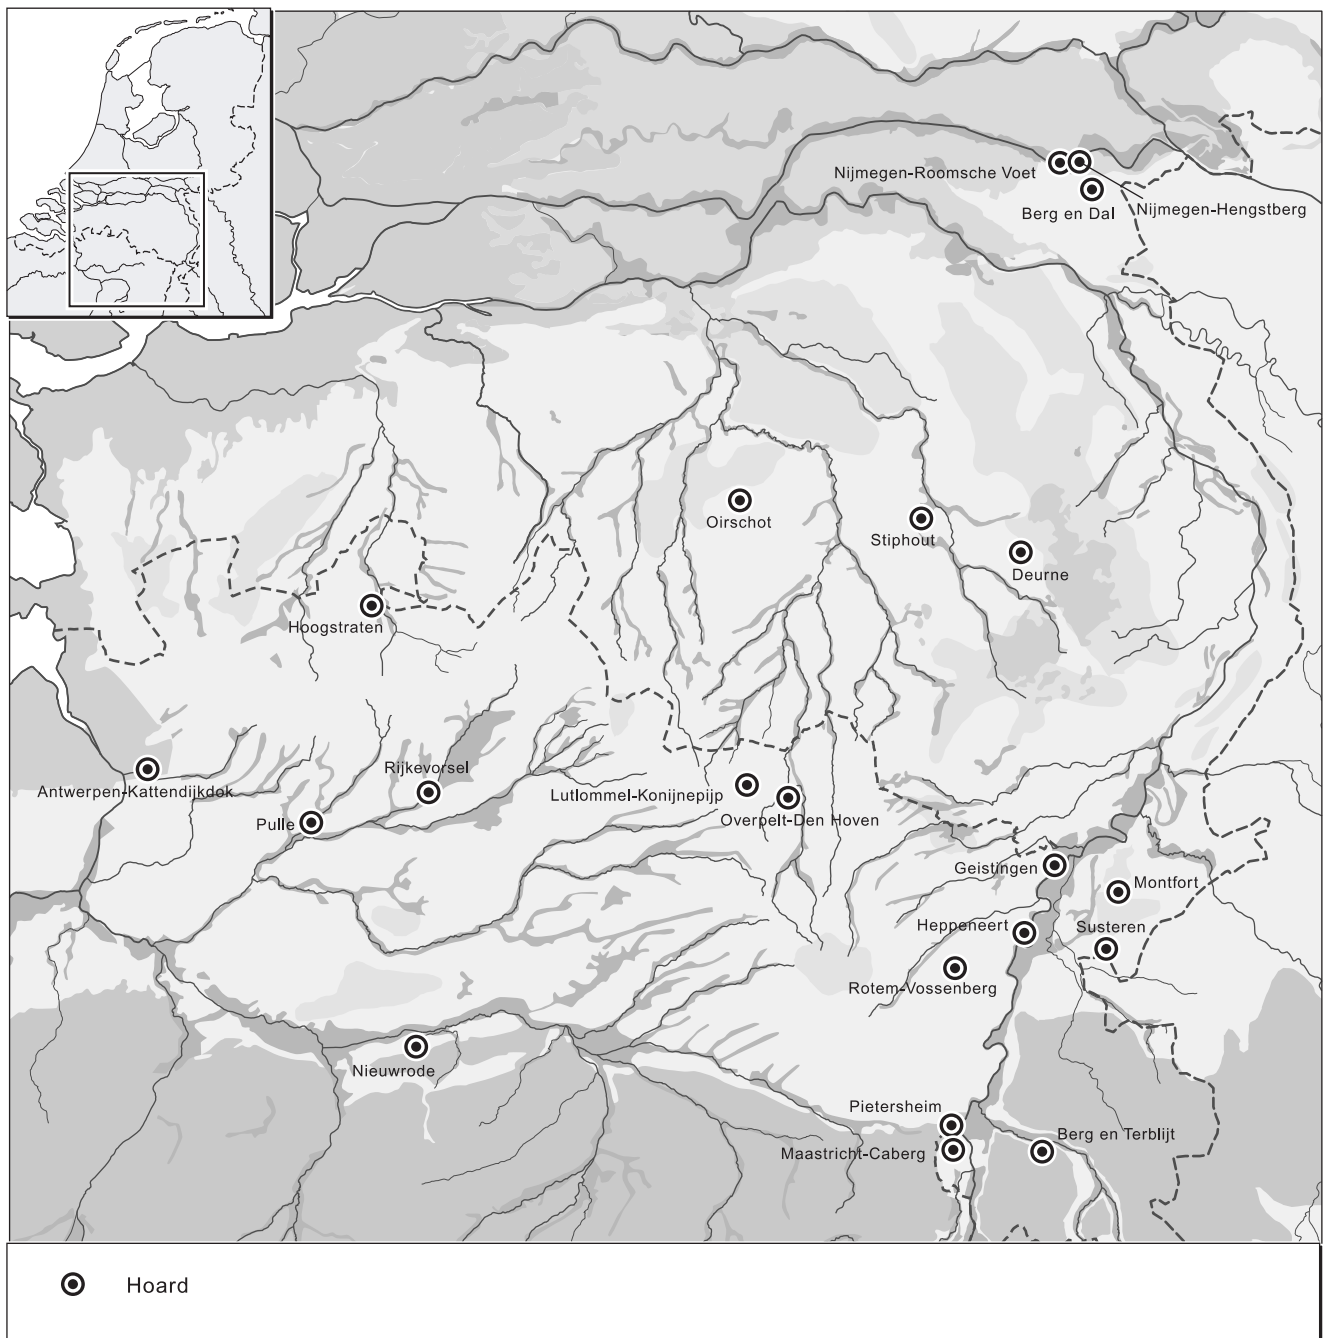 Nijmegen-Roomsche Voet
Berg en Dal
Nijmegen-Hengstberg
Oirschot
Stiphout
Deurne
Hoogstraten
Rijkevorsel
Antwerpen-Kattendijkdok
Lutlommel-Konijnepijp
Overpelt-Den Hoven
Pulle
Geistingen
Montfort
Heppeneert
Susteren
Rotem-Vossenberg
Nieuwrode
Pietersheim
Berg en Terblijt
Maastricht-Caberg
Hoard